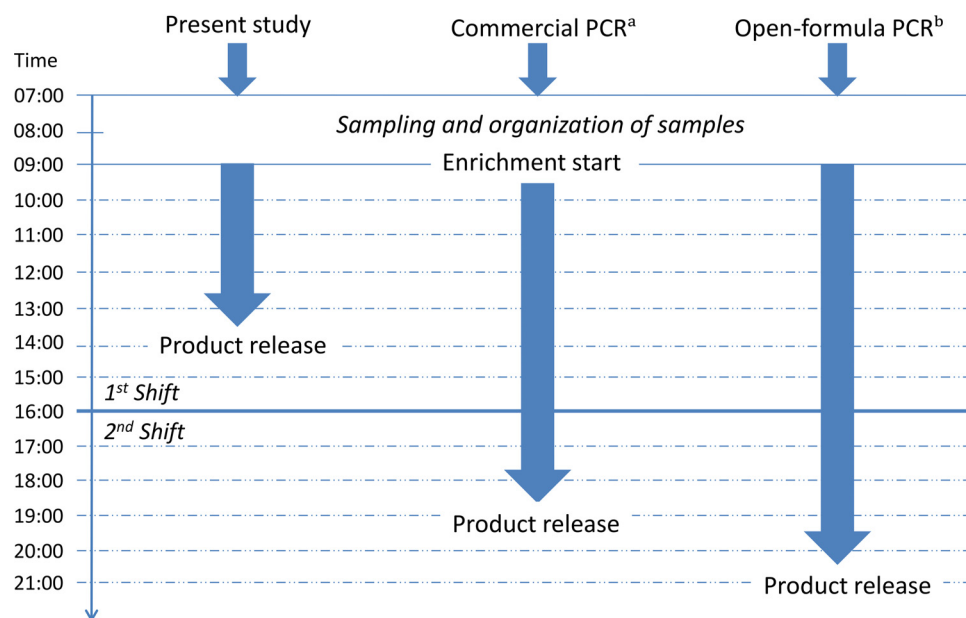 Present study
Commercial PCRᵃ
Open-formula PCRᵇ
Time
07:00
Sampling and organization of samples
08:00
09:00
Enrichment start
10:00
11:00
12:00
13:00
14:00
Product release
15:00
1st Shift
16:00
2nd Shift
17:00
18:00
19:00
Product release
20:00
21:00
Product release